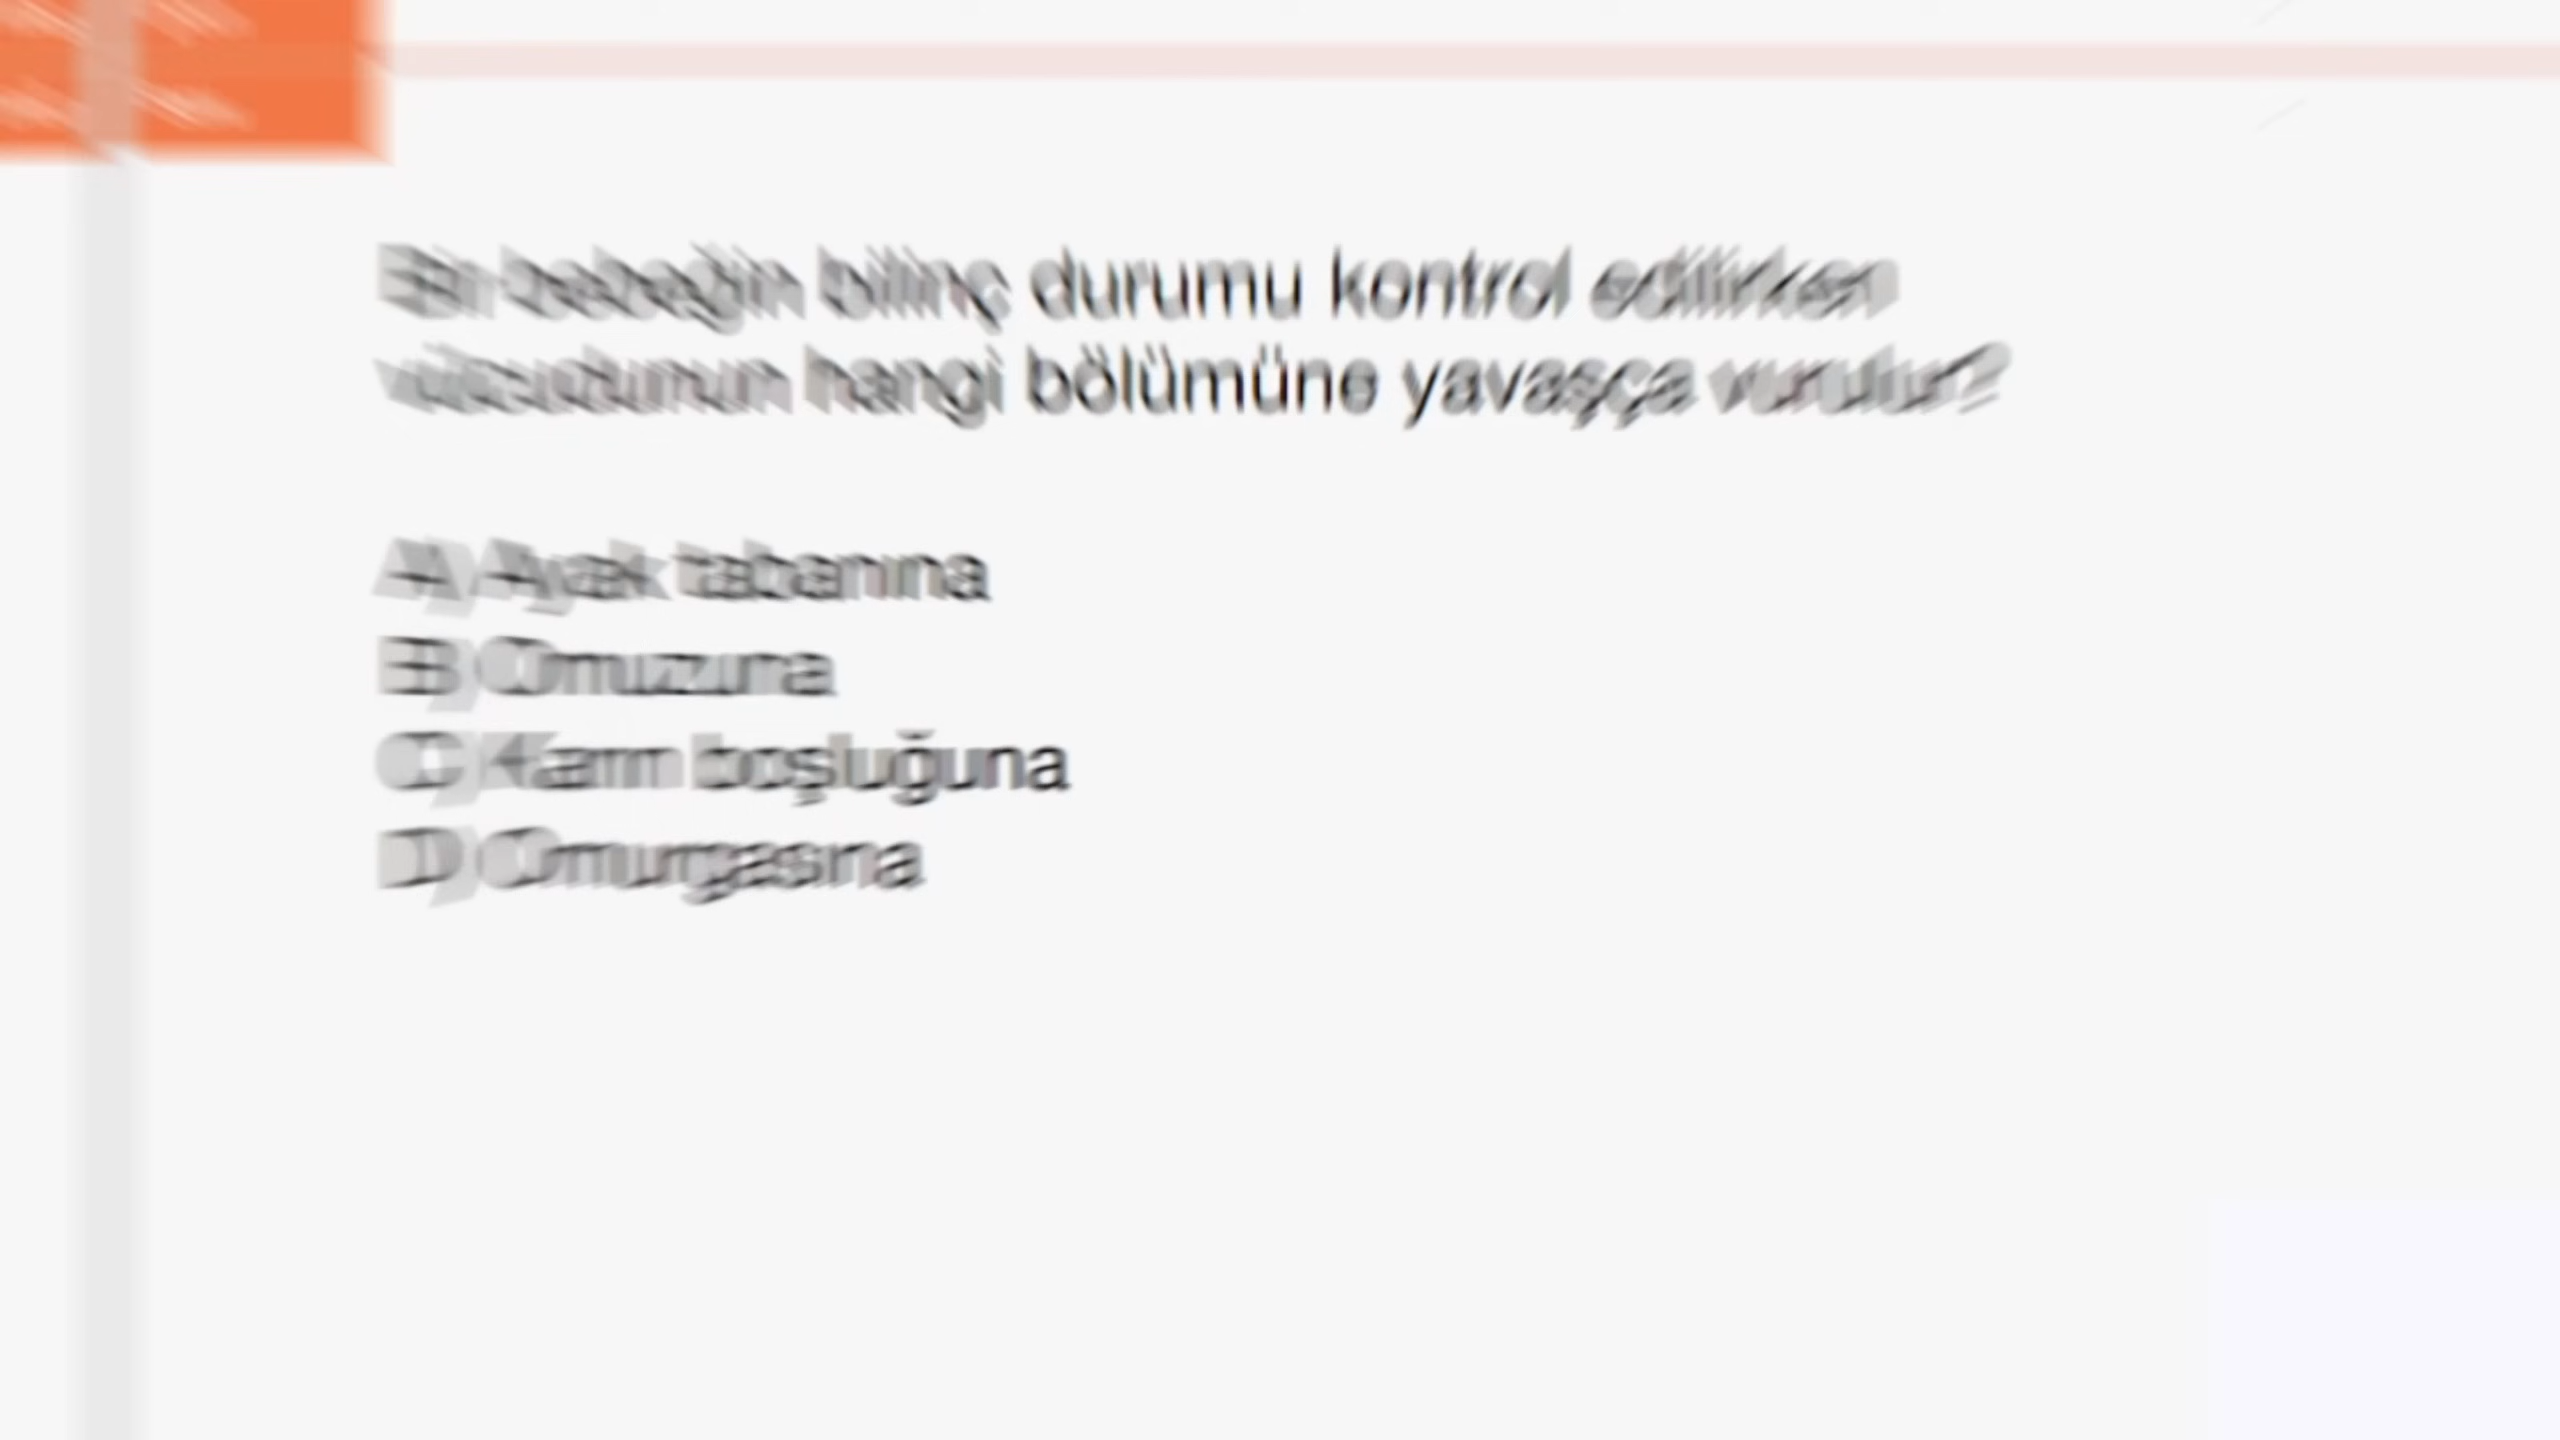 Bir bebeğin bilinç durumu kontrol edilirken
vücudunun hangi bölümüne yavaşça vurulur?
A) Ayak tabanına
B) Omuzuna
C) Karın boşluğuna
D) Omurgasına